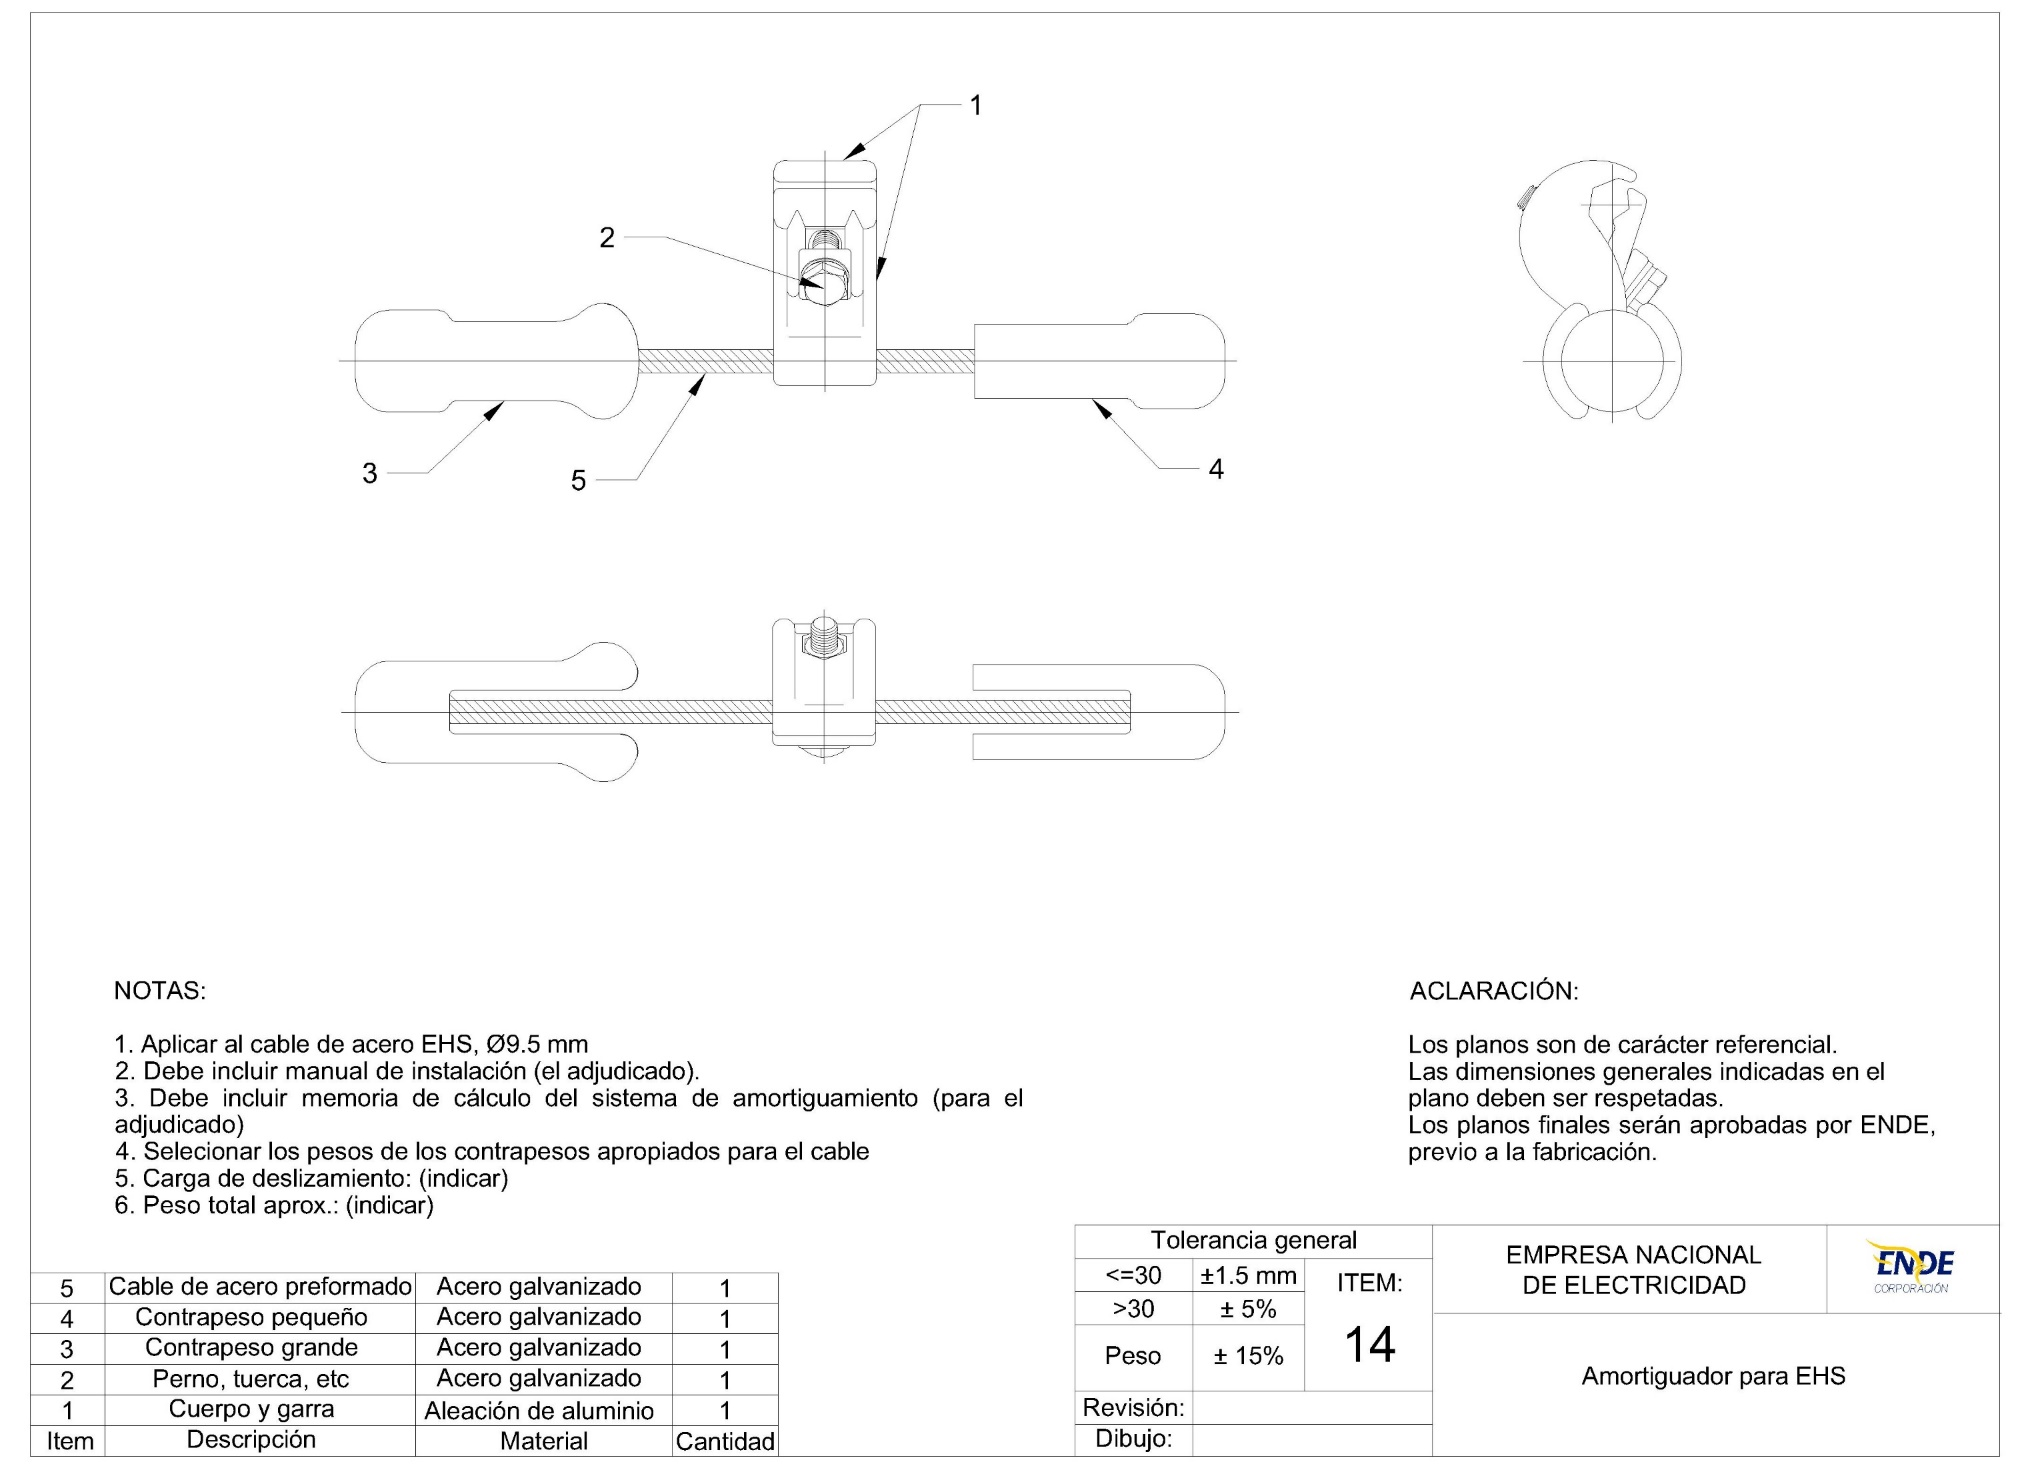 1
2
3
5
4
NOTAS:
1. Aplicar al cable de acero EHS, Ø9.5 mm
2. Debe incluir manual de instalación (el adjudicado).
3. Debe incluir memoria de cálculo del sistema de amortiguamiento (para el
adjudicado)
4. Selecionar los pesos de los contrapesos apropiados para el cable
5. Carga de deslizamiento: (indicar)
6. Peso total aprox.: (indicar)
ACLARACIÓN:
Los planos son de carácter referencial.
Las dimensiones generales indicadas en el
plano deben ser respetadas.
Los planos finales serán aprobadas por ENDE,
previo a la fabricación.
5 Cable de acero preformado Acero galvanizado 1
4 Contrapeso pequeño Acero galvanizado 1
3 Contrapeso grande Acero galvanizado 1
2 Perno, tuerca, etc Acero galvanizado 1
1 Cuerpo y garra Aleación de aluminio 1
Item Descripción Material Cantidad
Tolerancia general
<=30 ±1.5 mm
>30 ± 5%
Peso ± 15%
ITEM:
14
Revisión:
Dibujo:
EMPRESA NACIONAL
DE ELECTRICIDAD
ENDE
CORPORACIÓN
Amortiguador para EHS